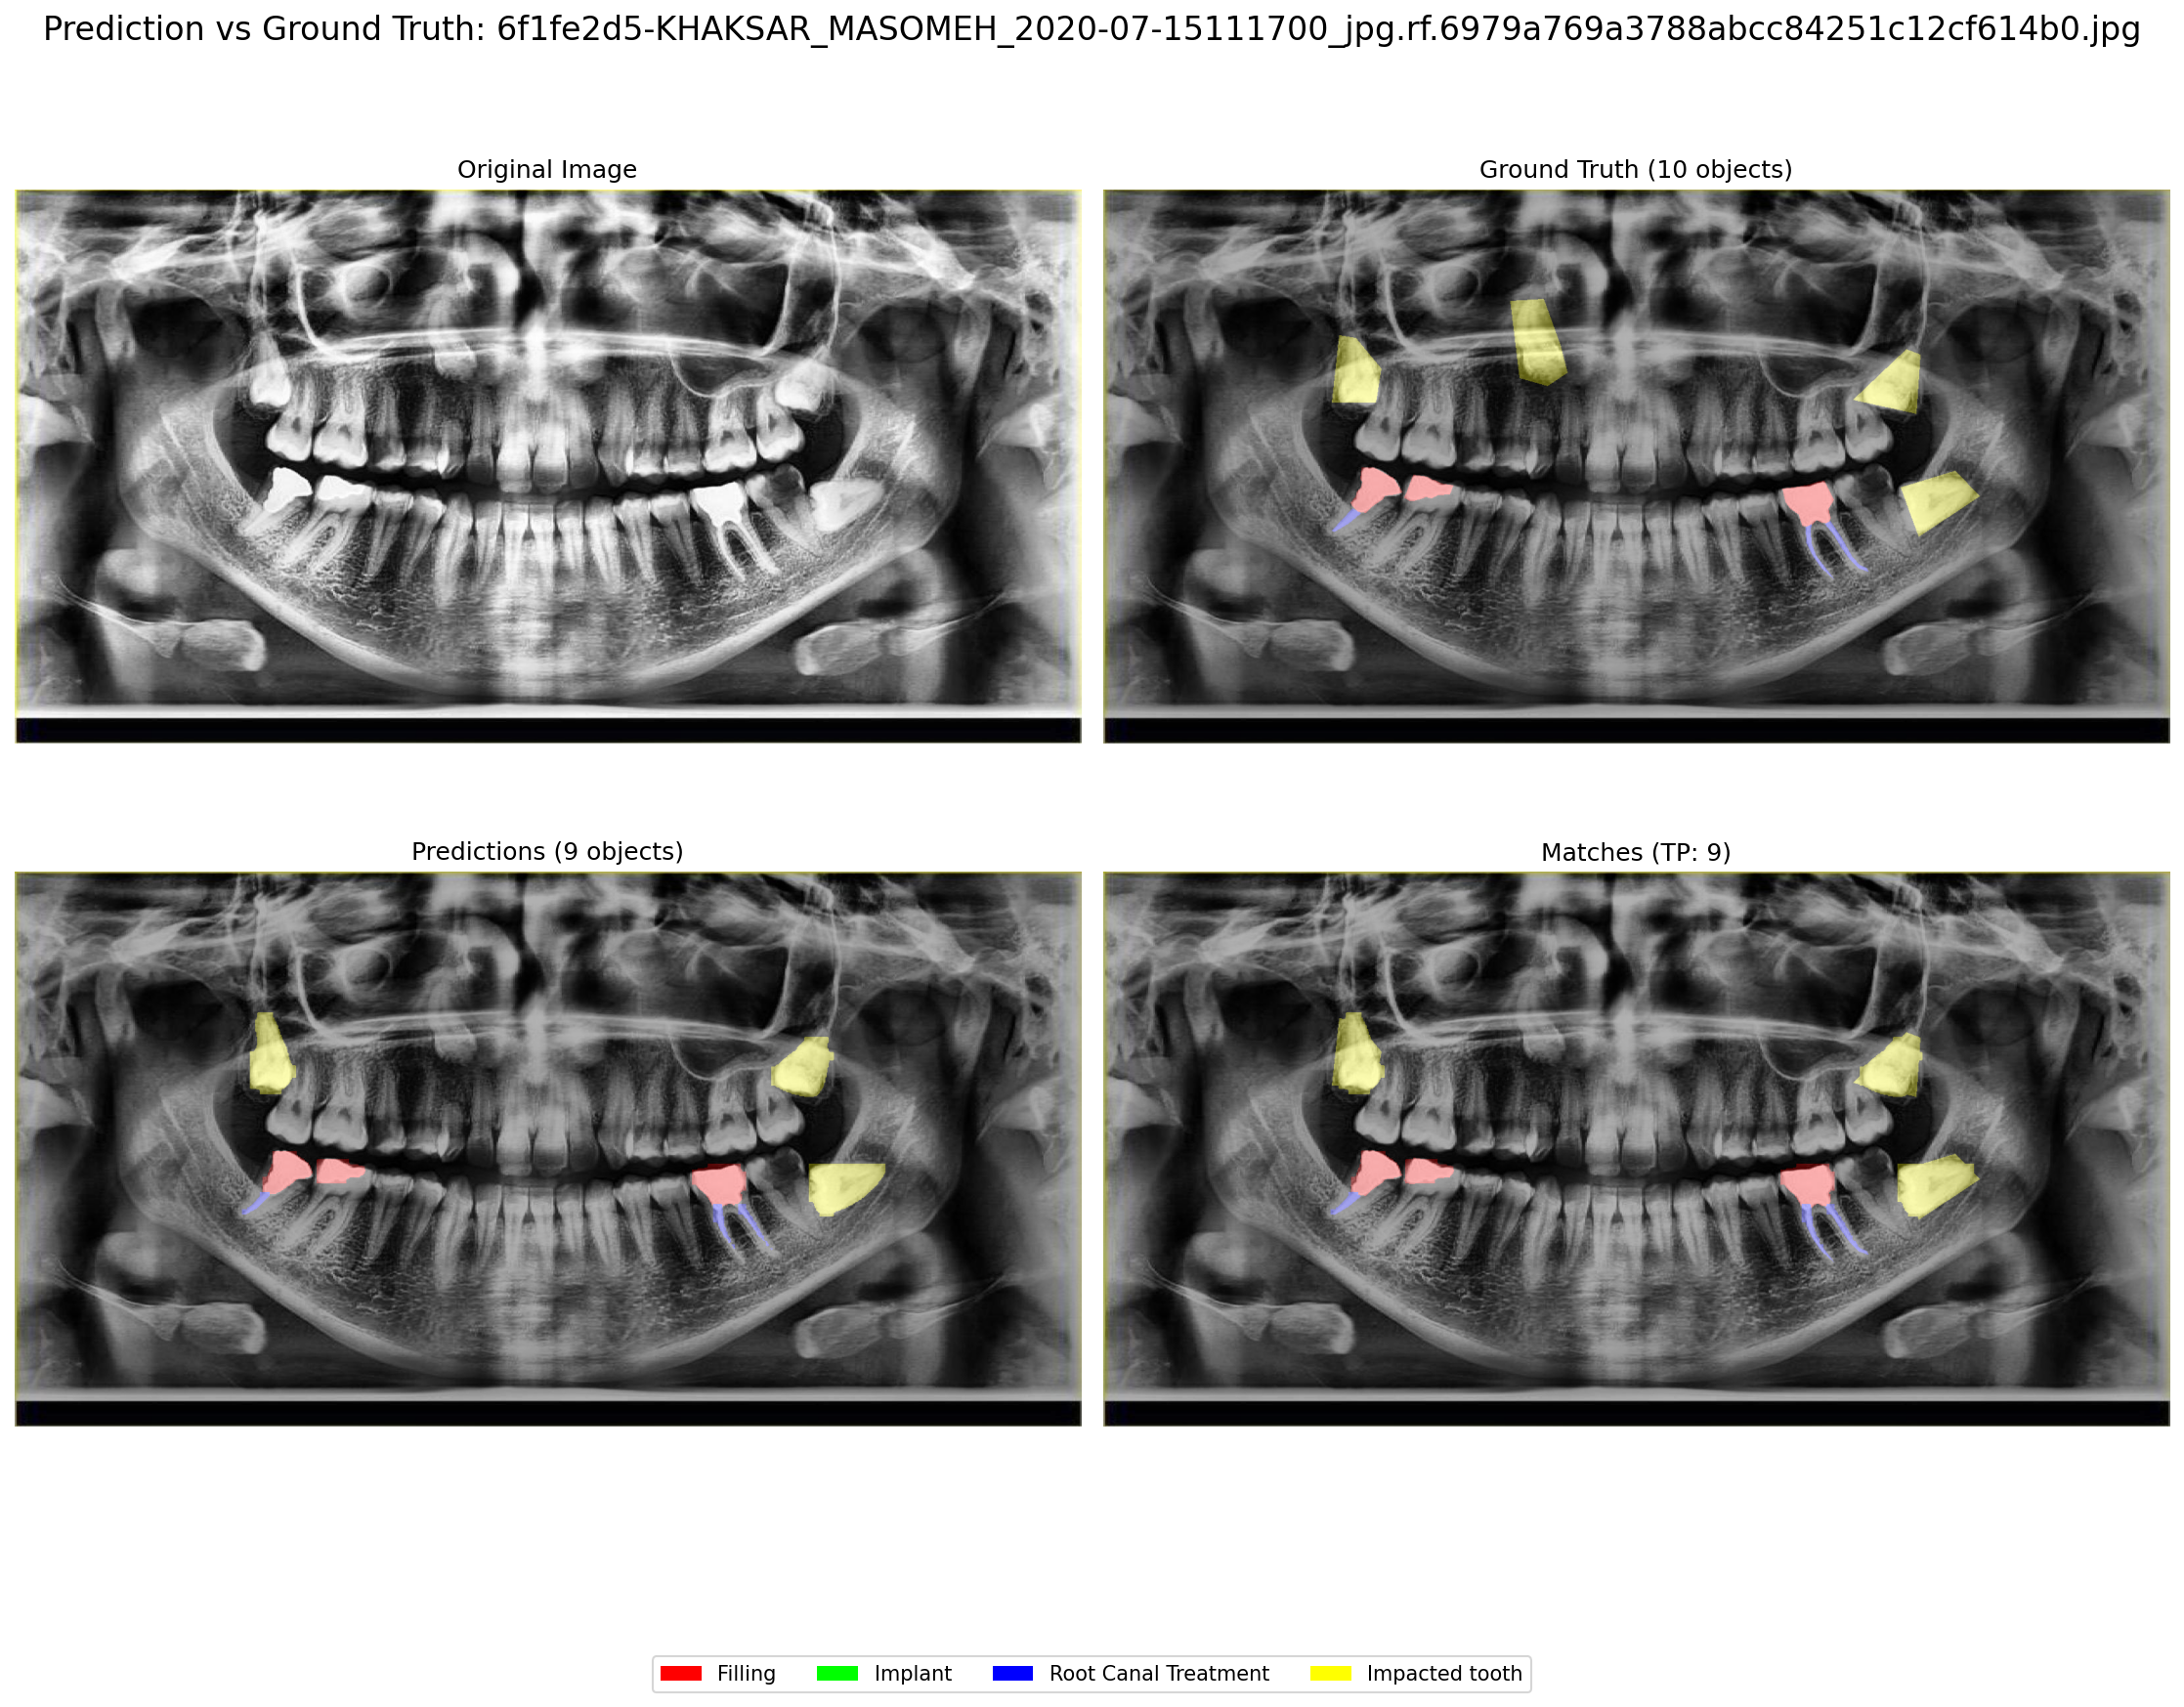 Prediction vs Ground Truth: 6f1fe2d5-KHAKSAR_MASOMEH_2020-07-15111700_jpg.rf.6979a769a3788abcc84251c12cf614b0.jpg
Original Image
Ground Truth (10 objects)
Predictions (9 objects)
Matches (TP: 9)
Filling
Implant
Root Canal Treatment
Impacted tooth